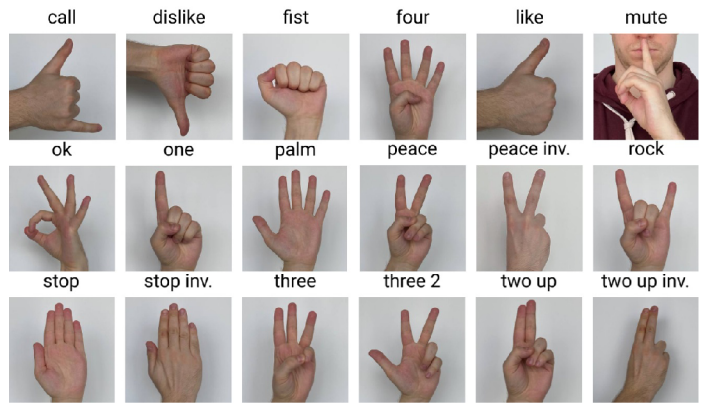 call dislike fist four like mute
ok one palm peace peace inv. rock
stop stop inv. three three 2 two up two up inv.